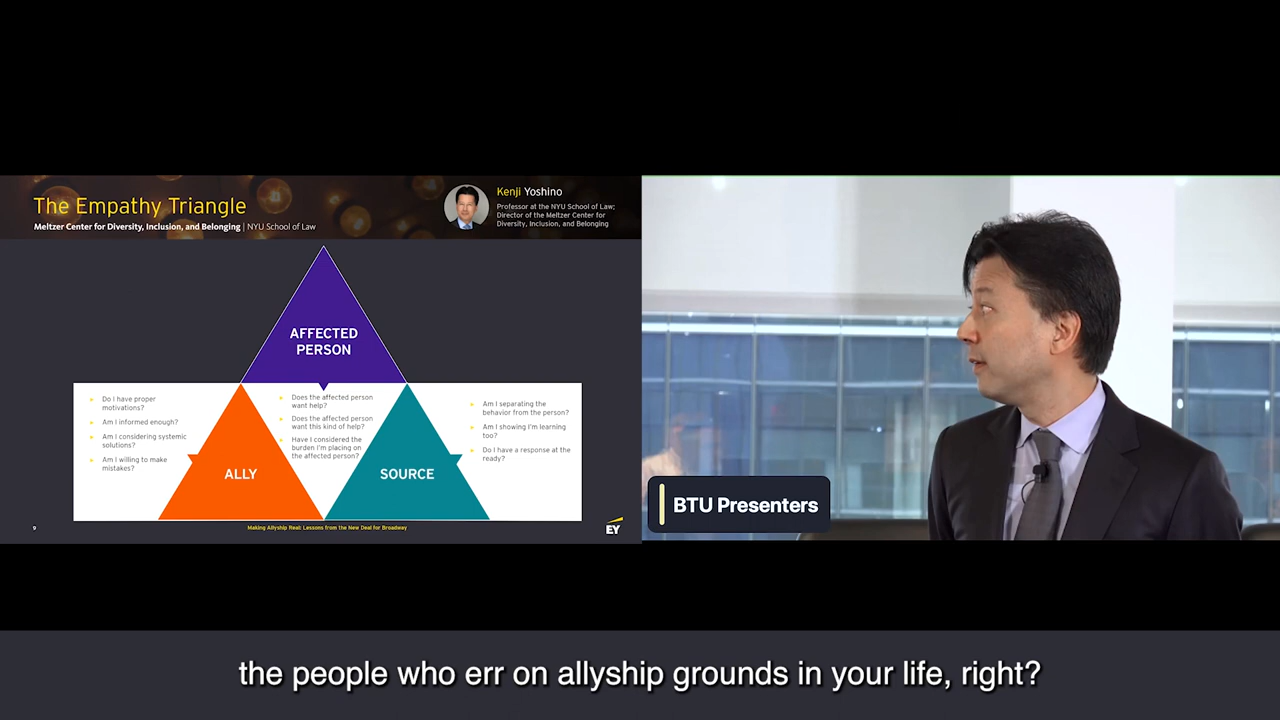 The Empathy Triangle
Meltzer Center for Diversity, Inclusion, and Belonging | NYU School of Law
Kenji Yoshino
Professor at the NYU School of Law;
Director of the Meltzer Center for
Diversity, Inclusion, and Belonging
AFFECTED
PERSON
Do I have proper
motivations?
Am I informed enough?
Am I considering systemic
solutions?
Am I willing to make
mistakes?
ALLY
Does the affected person
want help?
Does the affected person
want this kind of help?
Have I considered the
burden I'm placing on
the affected person?
SOURCE
Am I separating the
behavior from the person?
Am I showing I'm learning
too?
Do I have a response at the
ready?
9
Making Allyship Real: Lessons from the New Deal for Broadway
EY
BTU Presenters
the people who err on allyship grounds in your life, right?